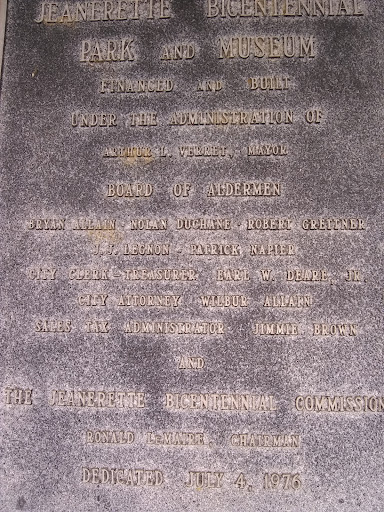 JEANERETTE BICENTENNIAL
PARK AND MUSEUM
FINANCED AND BUILT
UNDER THE ADMINISTRATION OF
ARTHUR L. VERRET, MAYOR
BOARD OF ALDERMEN
BRYAN ALLAIN NOLAN DUCHANE ROBERT GRETTNER
J. J. LEGNON - PATRICK NAPIER
CITY CLERK - TREASURER EARL W. DEARE, JR.
CITY ATTORNEY WILBUR ALLAIN
SALES TAX ADMINISTRATOR JIMMIE BROWN
AND
THE JEANERETTE BICENTENNIAL COMMISSION
RONALD LEMAIRE, CHAIRMAN
DEDICATED JULY 4, 1976